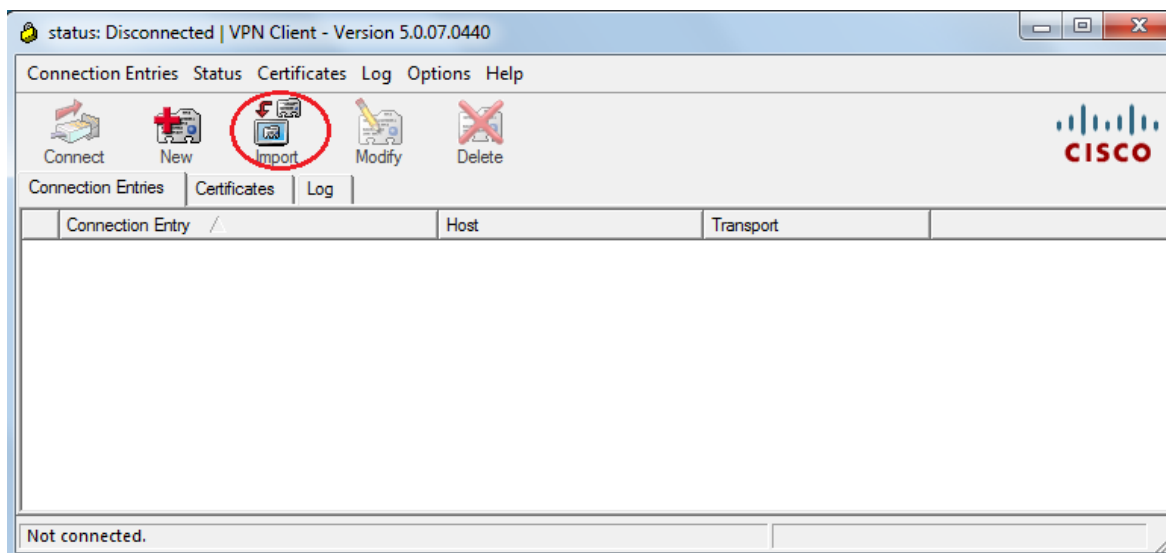 status: Disconnected | VPN Client - Version 5.0.07.0440
Connection Entries Status Certificates Log Options Help
Connect New Import Modify Delete
CISCO
Connection Entries Certificates Log
Connection Entry Host Transport
Not connected.